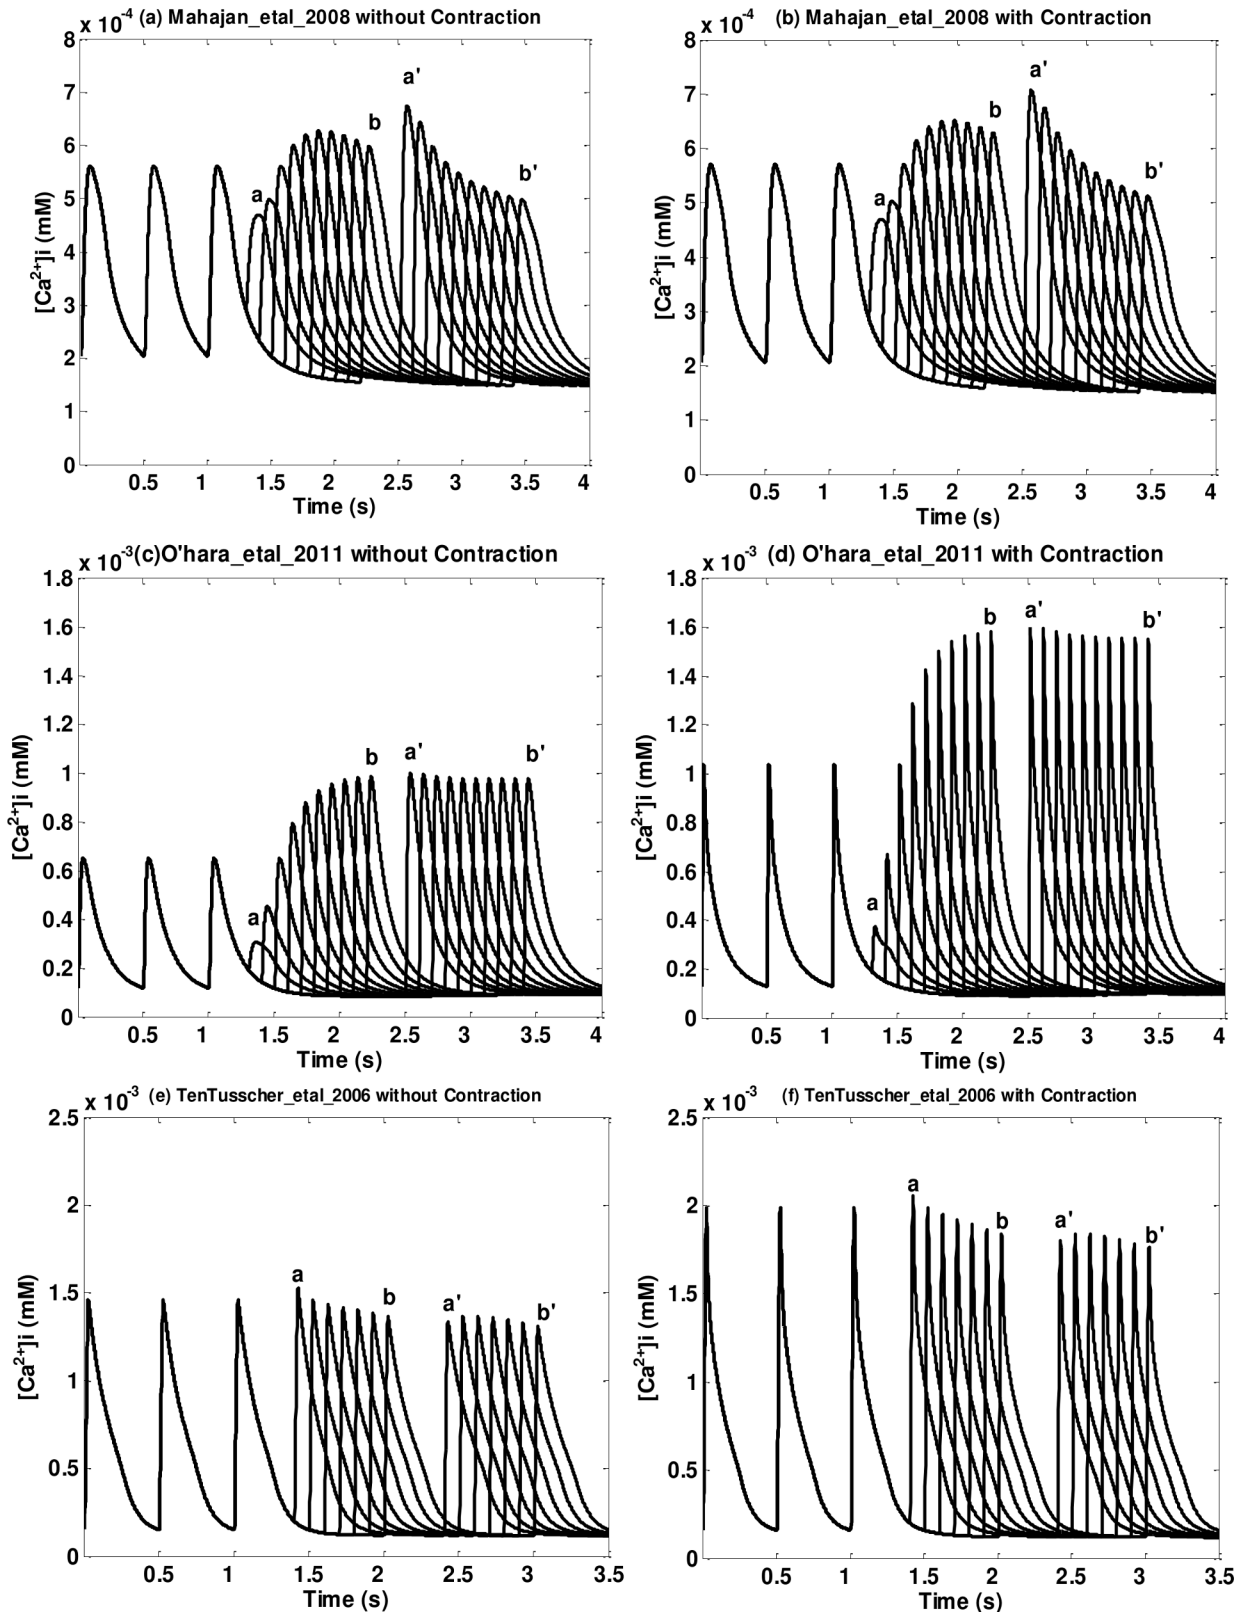 x 10-4 (a) Mahajan_etal_2008 without Contraction
8
7
6
5
4
3
2
1
0
[Ca2+]i (mM)
a
b
a'
b'
0.5 1 1.5 2 2.5 3 3.5 4
Time (s)
x 10-4 (b) Mahajan_etal_2008 with Contraction
8
7
6
5
4
3
2
1
0
[Ca2+]i (mM)
a
b
a'
b'
0.5 1 1.5 2 2.5 3 3.5 4
Time (s)
x 10-3(c)O'hara_etal_2011 without Contraction
1.8
1.6
1.4
1.2
1
0.8
0.6
0.4
0.2
0
[Ca2+]i (mM)
a
b
a'
b'
0.5 1 1.5 2 2.5 3 3.5 4
Time (s)
x 10-3 (d) O'hara_etal_2011 with Contraction
1.8
1.6
1.4
1.2
1
0.8
0.6
0.4
0.2
0
[Ca2+]i (mM)
a
b
a'
b'
0.5 1 1.5 2 2.5 3 3.5 4
Time (s)
x 10-3 (e) TenTusscher_etal_2006 without Contraction
2.5
2
1.5
1
0.5
0
[Ca2+]i (mM)
a
b
a'
b'
0.5 1 1.5 2 2.5 3 3.5
Time (s)
x 10-3 (f) TenTusscher_etal_2006 with Contraction
2.5
2
1.5
1
0.5
0
[Ca2+]i (mM)
a
b
a'
b'
0.5 1 1.5 2 2.5 3 3.5
Time (s)